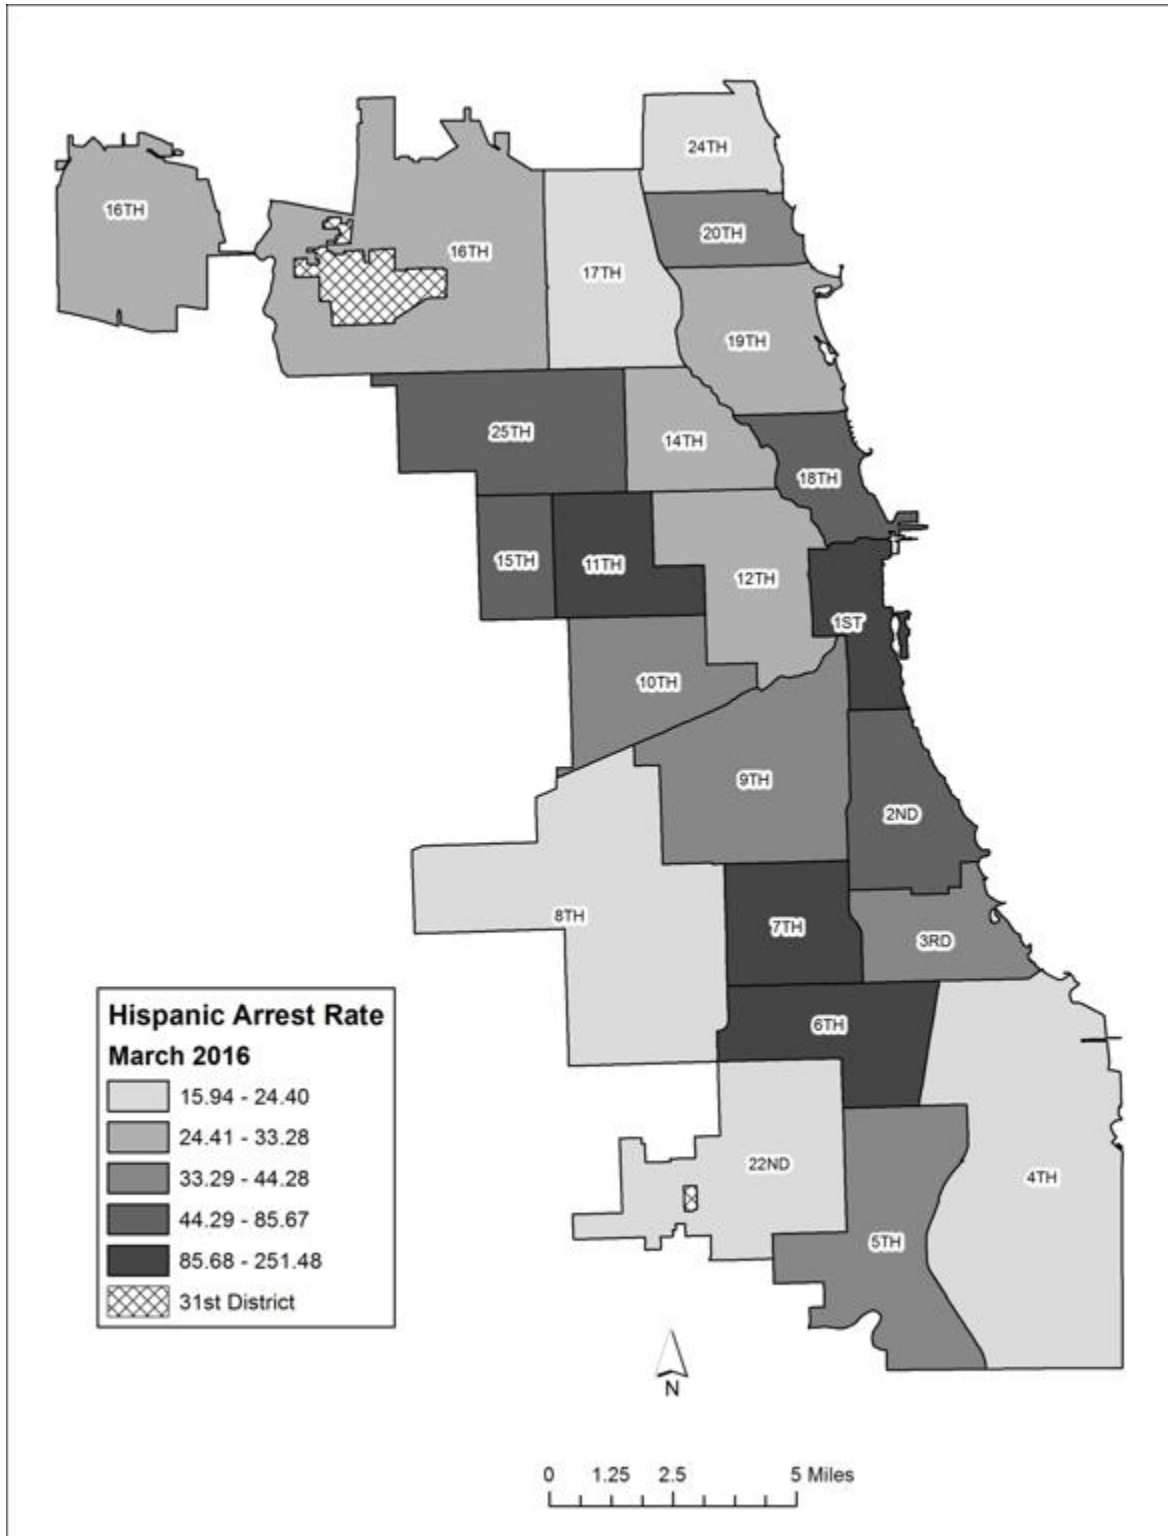 24TH
16TH
20TH
16TH
17TH
19TH
25TH
14TH
18TH
15TH
11TH
12TH
1ST
10TH
9TH
2ND
8TH
7TH
3RD
6TH
22ND
4TH
5TH
Hispanic Arrest Rate
March 2016
15.94 - 24.40
24.41 - 33.28
33.29 - 44.28
44.29 - 85.67
85.68 - 251.48
31st District
N
0 1.25 2.5 5 Miles